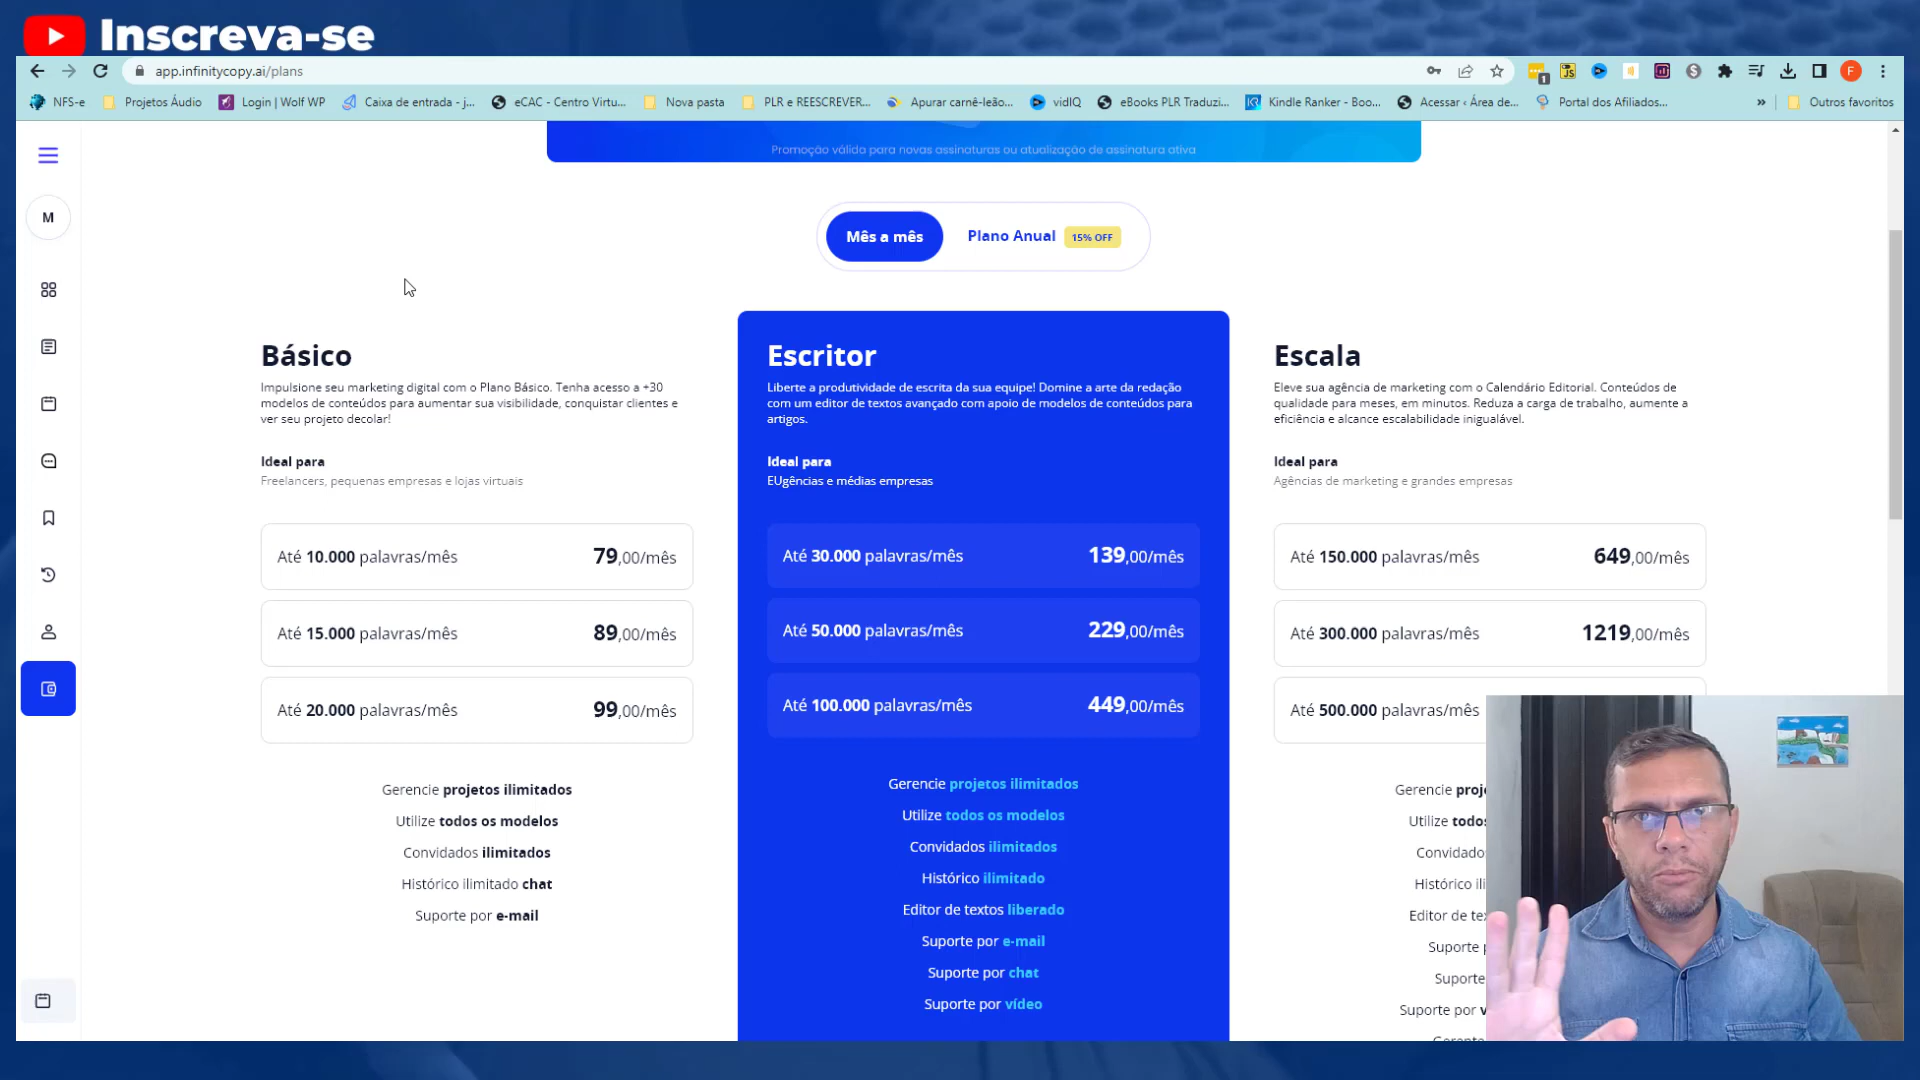 Inscreva-se
app.infinitycopy.ai/plans
1
JS
F
NFS-e
Projetos Áudio
Login | Wolf WP
Caixa de entrada - j...
eCAC - Centro Virtu...
Nova pasta
PLR e REESCREVER...
Apurar carnê-leão...
vidIQ
eBooks PLR Traduzi...
Kindle Ranker - Boo...
Acessar ‹ Área de...
Portal dos Afiliados...
»
Outros favoritos
Promoção válida para novas assinaturas ou atualização de assinatura ativa
M
Mês a mês
Plano Anual 15% OFF
Básico
Impulsione seu marketing digital com o Plano Básico. Tenha acesso a +30
modelos de conteúdos para aumentar sua visibilidade, conquistar clientes e
ver seu projeto decolar!
Ideal para
Freelancers, pequenas empresas e lojas virtuais
Até 10.000 palavras/mês 79,00/mês
Até 15.000 palavras/mês 89,00/mês
Até 20.000 palavras/mês 99,00/mês
Gerencie projetos ilimitados
Utilize todos os modelos
Convidados ilimitados
Histórico ilimitado chat
Suporte por e-mail
Escritor
Liberte a produtividade de escrita da sua equipe! Domine a arte da redação
com um editor de textos avançado com apoio de modelos de conteúdos para
artigos.
Ideal para
EUgências e médias empresas
Até 30.000 palavras/mês 139,00/mês
Até 50.000 palavras/mês 229,00/mês
Até 100.000 palavras/mês 449,00/mês
Gerencie projetos ilimitados
Utilize todos os modelos
Convidados ilimitados
Histórico ilimitado
Editor de textos liberado
Suporte por e-mail
Suporte por chat
Suporte por vídeo
Escala
Eleve sua agência de marketing com o Calendário Editorial. Conteúdos de
qualidade para meses, em minutos. Reduza a carga de trabalho, aumente a
eficiência e alcance escalabilidade inigualável.
Ideal para
Agências de marketing e grandes empresas
Até 150.000 palavras/mês 649,00/mês
Até 300.000 palavras/mês 1219,00/mês
Até 500.000 palavras/mês
Gerencie
Utilize
Suporte
Suporte